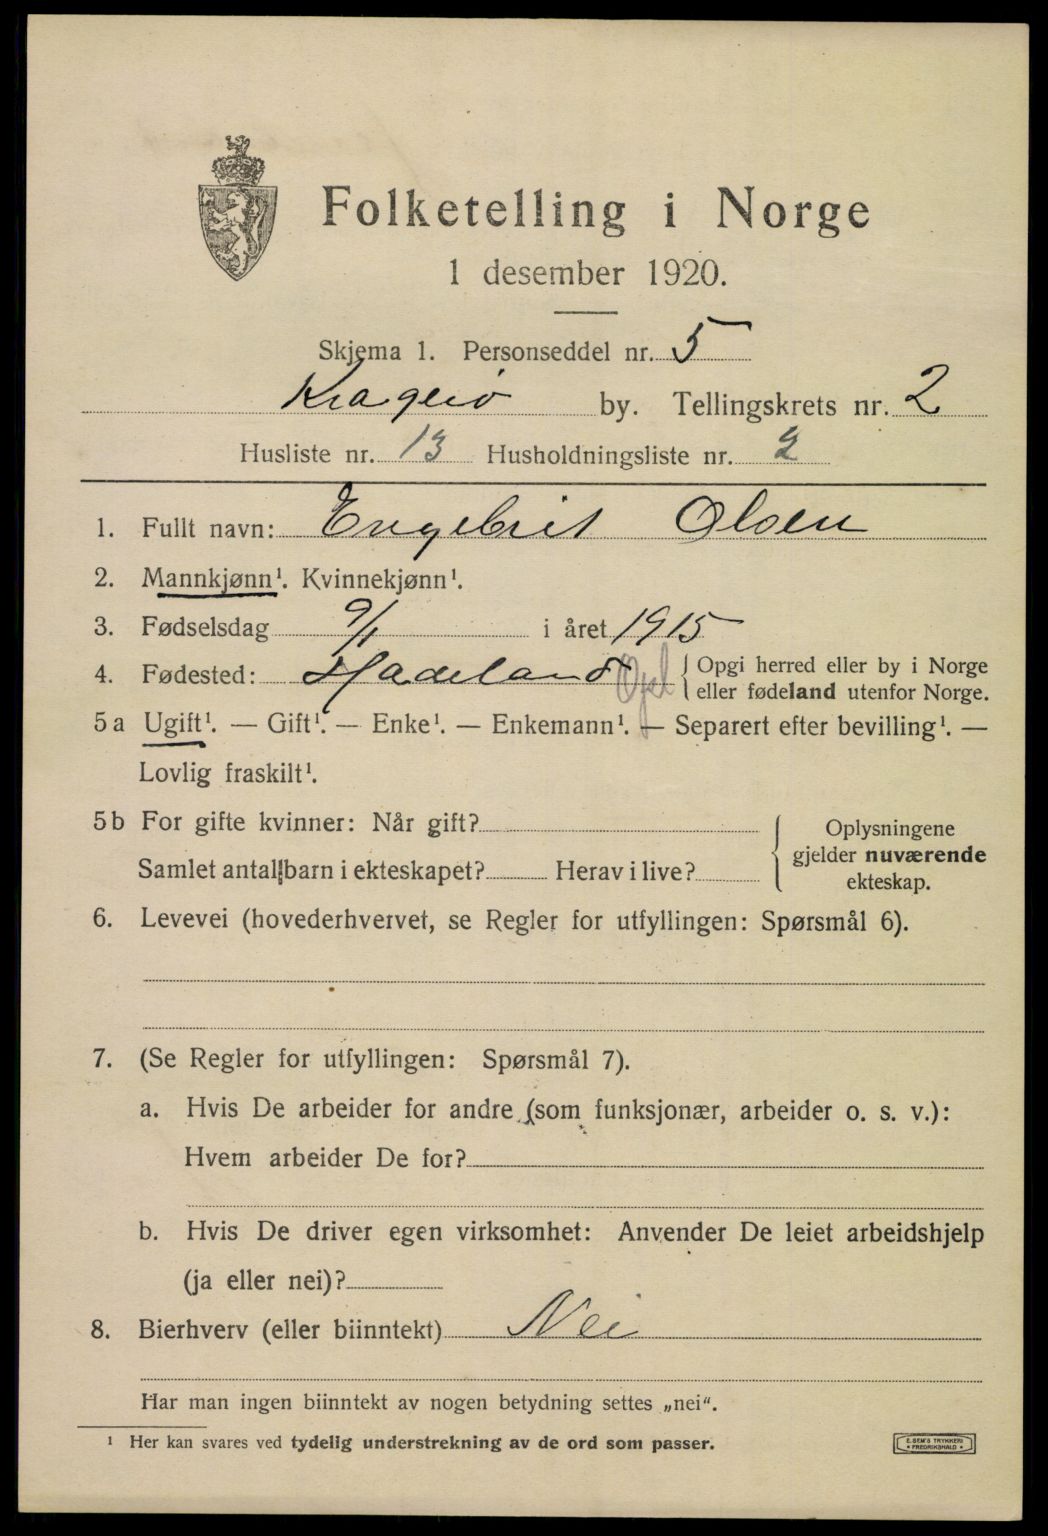 Folketelling i Norge
1 desember 1920.
Skjema 1. Personseddel nr. 5
Kragerø by. Tellingskrets nr. 2
Husliste nr. 13 Husholdningsliste nr. 2
1. Fullt navn: Engebrit Olsen
2. Mannkjønn¹. Kvinnekjønn¹.
3. Fødselsdag 9/1 i året 1915
4. Fødested: Hadeland { Opgi herred eller by i Norge
eller fødeland utenfor Norge.
5 a Ugift¹. — Gift¹. — Enke¹. — Enkemann¹. — Separert efter bevilling¹. —
Lovlig fraskilt¹.
5 b For gifte kvinner: Når gift?
Samlet antal barn i ekteskapet? Herav i live?
Oplysningene
gjelder nuværende
ekteskap.
6. Levevei (hovederhvervet, se Regler for utfyllingen: Spørsmål 6).
7. (Se Regler for utfyllingen: Spørsmål 7).
a. Hvis De arbeider for andre (som funksjonær, arbeider o. s. v.):
Hvem arbeider De for?
b. Hvis De driver egen virksomhet: Anvender De leiet arbeidshjelp
(ja eller nei)?
8. Bierhverv (eller biinntekt) Nei
Har man ingen biinntekt av nogen betydning settes „nei".
¹ Her kan svares ved tydelig understrekning av de ord som passer.
E. SEM'S TRYKKERI
• FREDRIKSHALD •